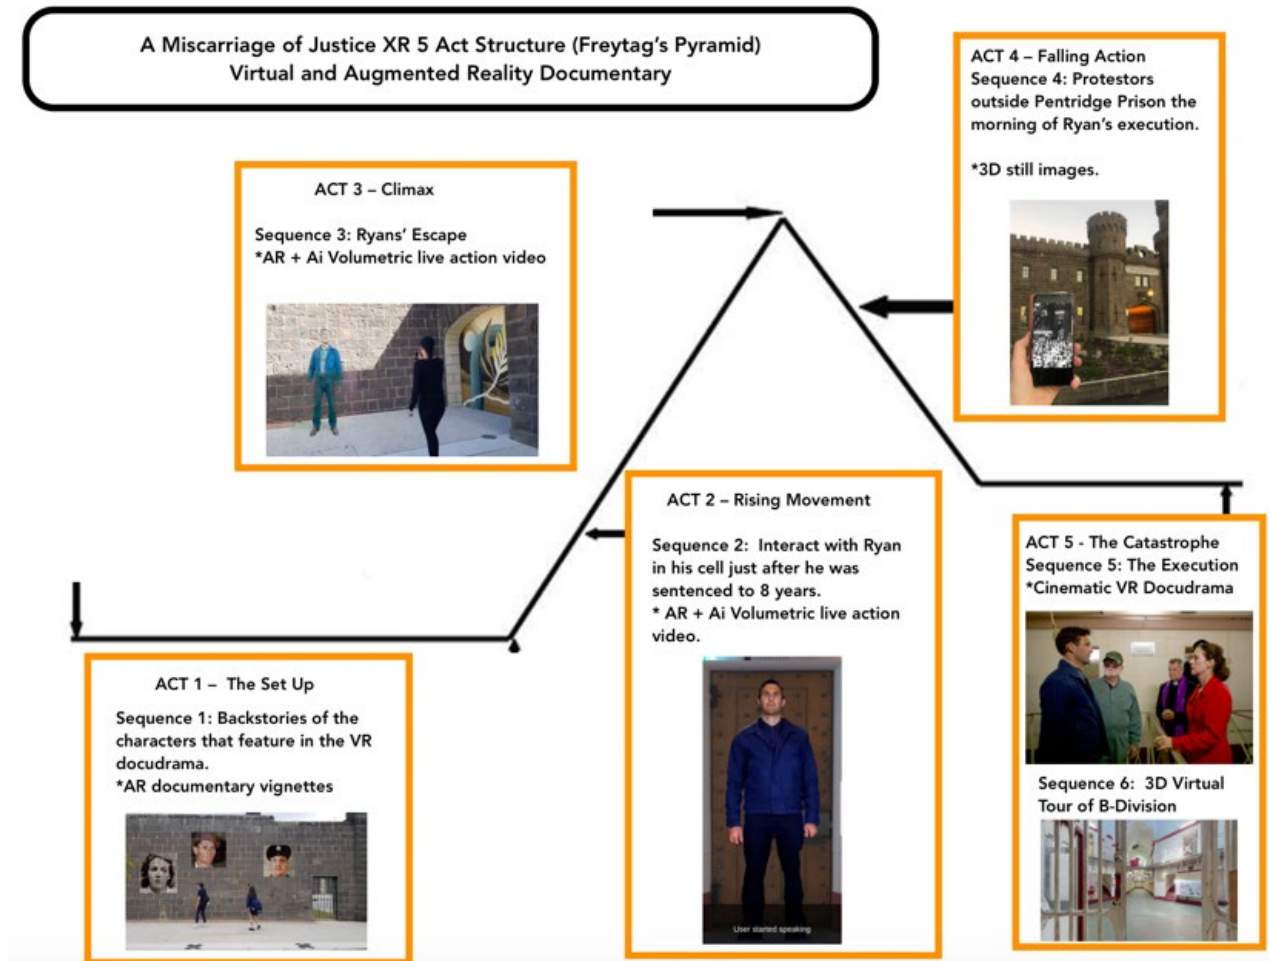 A Miscarriage of Justice XR 5 Act Structure (Freytag's Pyramid)
Virtual and Augmented Reality Documentary
ACT 1 – The Set Up
Sequence 1: Backstories of the
characters that feature in the VR
docudrama.
*AR documentary vignettes
ACT 2 – Rising Movement
Sequence 2: Interact with Ryan
in his cell just after he was
sentenced to 8 years.
* AR + Ai Volumetric live action
video.
User started speaking
ACT 3 – Climax
Sequence 3: Ryans' Escape
*AR + Ai Volumetric live action video
ACT 4 – Falling Action
Sequence 4: Protestors
outside Pentridge Prison the
morning of Ryan's execution.
*3D still images.
ACT 5 - The Catastrophe
Sequence 5: The Execution
*Cinematic VR Docudrama
Sequence 6: 3D Virtual
Tour of B-Division